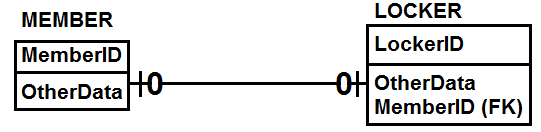 MEMBER
MemberID
OtherData
LOCKER
LockerID
OtherData
MemberID (FK)